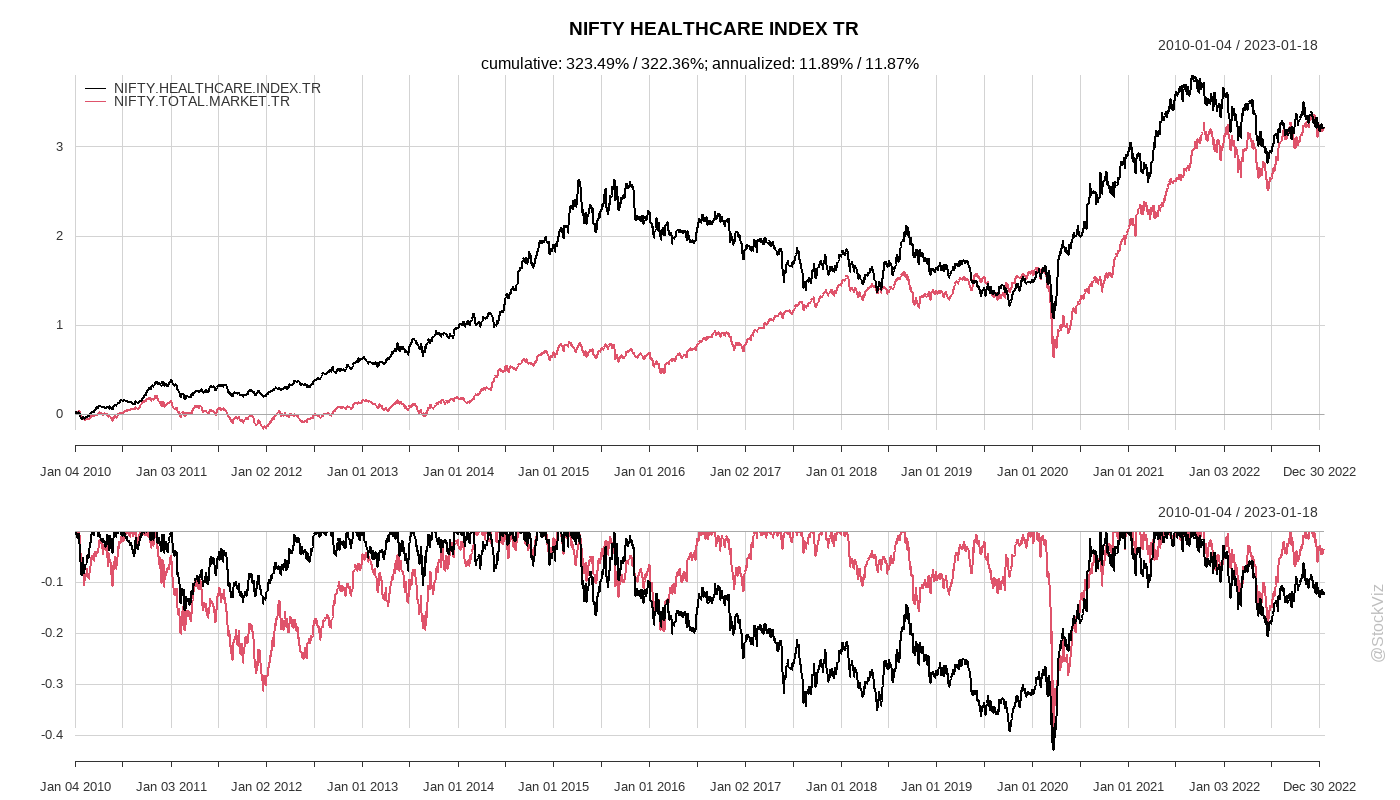 NIFTY HEALTHCARE INDEX TR
2010-01-04 / 2023-01-18
cumulative: 323.49% / 322.36%; annualized: 11.89% / 11.87%
NIFTY.HEALTHCARE.INDEX.TR
NIFTY.TOTAL.MARKET.TR
3
2
1
0
Jan 04 2010 Jan 03 2011 Jan 02 2012 Jan 01 2013 Jan 01 2014 Jan 01 2015 Jan 01 2016 Jan 02 2017 Jan 01 2018 Jan 01 2019 Jan 01 2020 Jan 01 2021 Jan 03 2022 Dec 30 2022
2010-01-04 / 2023-01-18
-0.1
-0.2
-0.3
-0.4
Jan 04 2010 Jan 03 2011 Jan 02 2012 Jan 01 2013 Jan 01 2014 Jan 01 2015 Jan 01 2016 Jan 02 2017 Jan 01 2018 Jan 01 2019 Jan 01 2020 Jan 01 2021 Jan 03 2022 Dec 30 2022
@StockViz